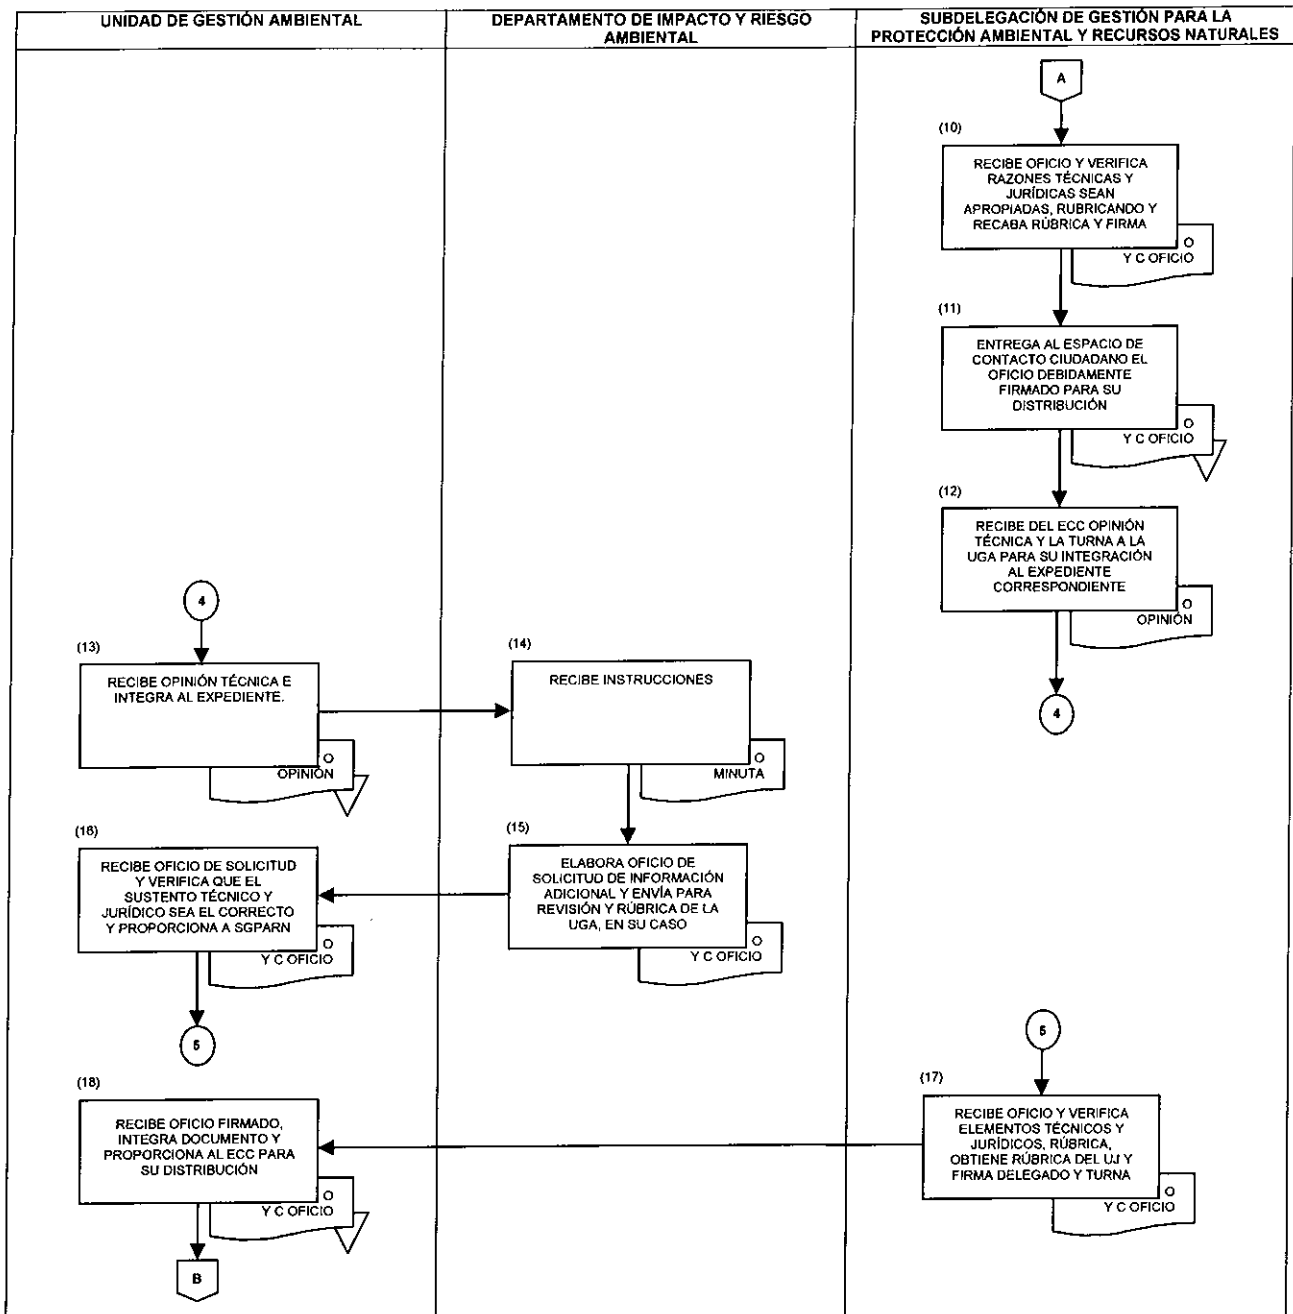 UNIDAD DE GESTIÓN AMBIENTAL
DEPARTAMENTO DE IMPACTO Y RIESGO
AMBIENTAL
SUBDELEGACIÓN DE GESTIÓN PARA LA
PROTECCIÓN AMBIENTAL Y RECURSOS NATURALES
A
(10)
RECIBE OFICIO Y VERIFICA
RAZONES TÉCNICAS Y
JURÍDICAS SEAN
APROPIADAS, RUBRICANDO Y
RECABA RÚBRICA Y FIRMA
O
Y C OFICIO
(11)
ENTREGA AL ESPACIO DE
CONTACTO CIUDADANO EL
OFICIO DEBIDAMENTE
FIRMADO PARA SU
DISTRIBUCIÓN
O
Y C OFICIO
(12)
RECIBE DEL ECC OPINIÓN
TÉCNICA Y LA TURNA A LA
UGA PARA SU INTEGRACIÓN
AL EXPEDIENTE
CORRESPONDIENTE
O
OPINIÓN
4
4
(13)
RECIBE OPINIÓN TÉCNICA E
INTEGRA AL EXPEDIENTE.
O
OPINIÓN
(14)
RECIBE INSTRUCCIONES
O
MINUTA
(15)
ELABORA OFICIO DE
SOLICITUD DE INFORMACIÓN
ADICIONAL Y ENVÍA PARA
REVISIÓN Y RÚBRICA DE LA
UGA, EN SU CASO
O
Y C OFICIO
(16)
RECIBE OFICIO DE SOLICITUD
Y VERIFICA QUE EL
SUSTENTO TÉCNICO Y
JURÍDICO SEA EL CORRECTO
Y PROPORCIONA A SGPARN
O
Y C OFICIO
5
5
(17)
RECIBE OFICIO Y VERIFICA
ELEMENTOS TÉCNICOS Y
JURÍDICOS, RÚBRICA,
OBTIENE RÚBRICA DEL UJ Y
FIRMA DELEGADO Y TURNA
O
Y C OFICIO
(18)
RECIBE OFICIO FIRMADO,
INTEGRA DOCUMENTO Y
PROPORCIONA AL ECC PARA
SU DISTRIBUCIÓN
O
Y C OFICIO
B